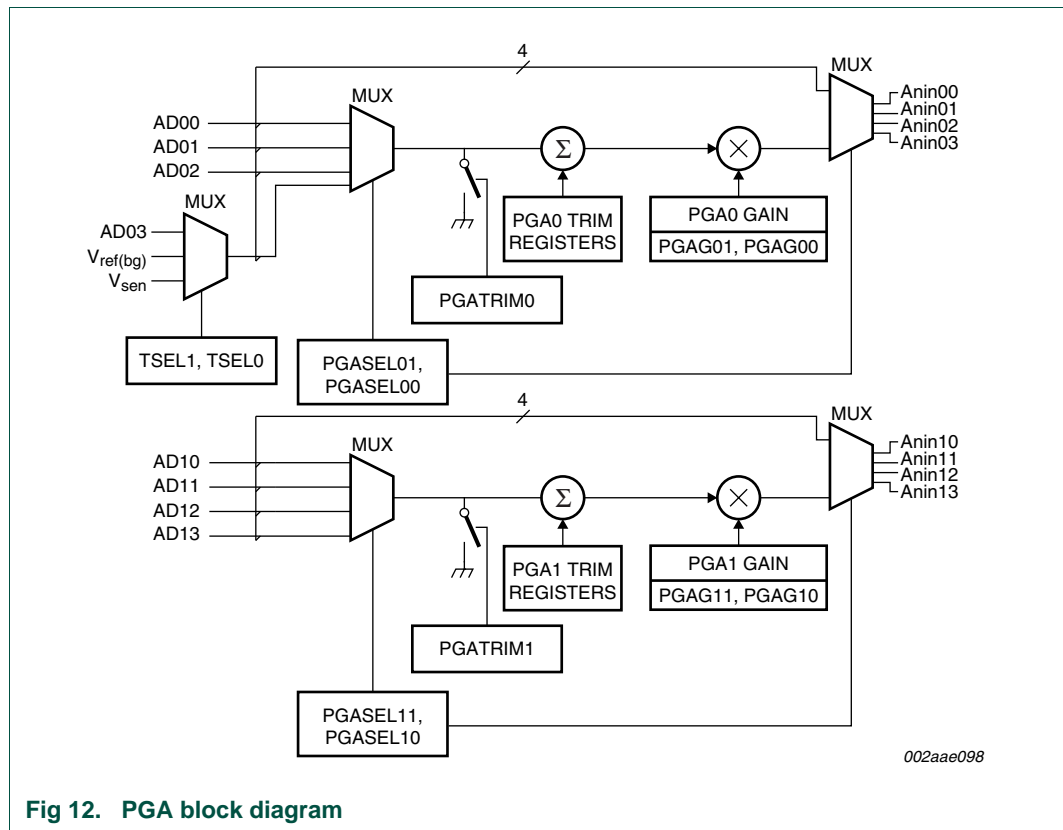 4
MUX
Anin00
Anin01
Anin02
Anin03
MUX
AD00
AD01
AD02
Σ
×
MUX
AD03
Vref(bg)
Vsen
PGA0 TRIM
REGISTERS
PGA0 GAIN
PGAG01, PGAG00
PGATRIM0
TSEL1, TSEL0
PGASEL01,
PGASEL00
4
MUX
Anin10
Anin11
Anin12
Anin13
MUX
AD10
AD11
AD12
AD13
Σ
×
PGA1 TRIM
REGISTERS
PGA1 GAIN
PGAG11, PGAG10
PGATRIM1
PGASEL11,
PGASEL10
002aae098
Fig 12. PGA block diagram